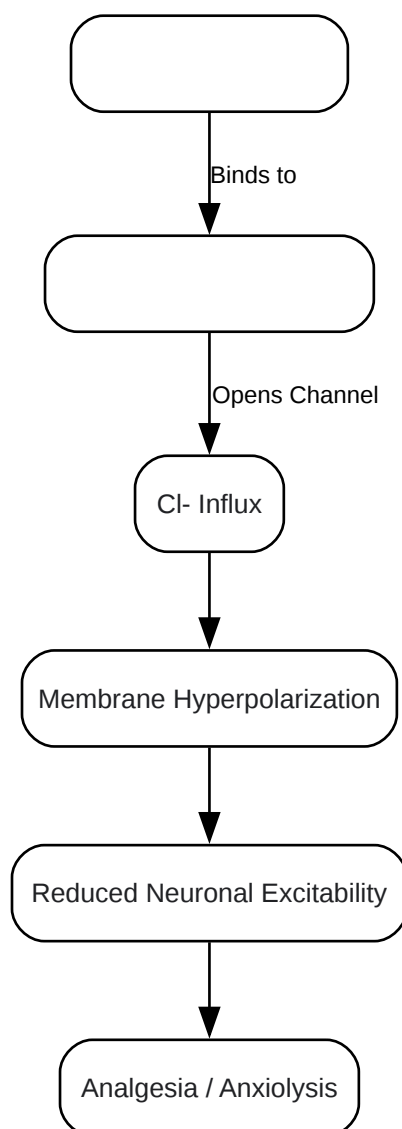 Binds to
Opens Channel
Cl- Influx
Membrane Hyperpolarization
Reduced Neuronal Excitability
Analgesia / Anxiolysis